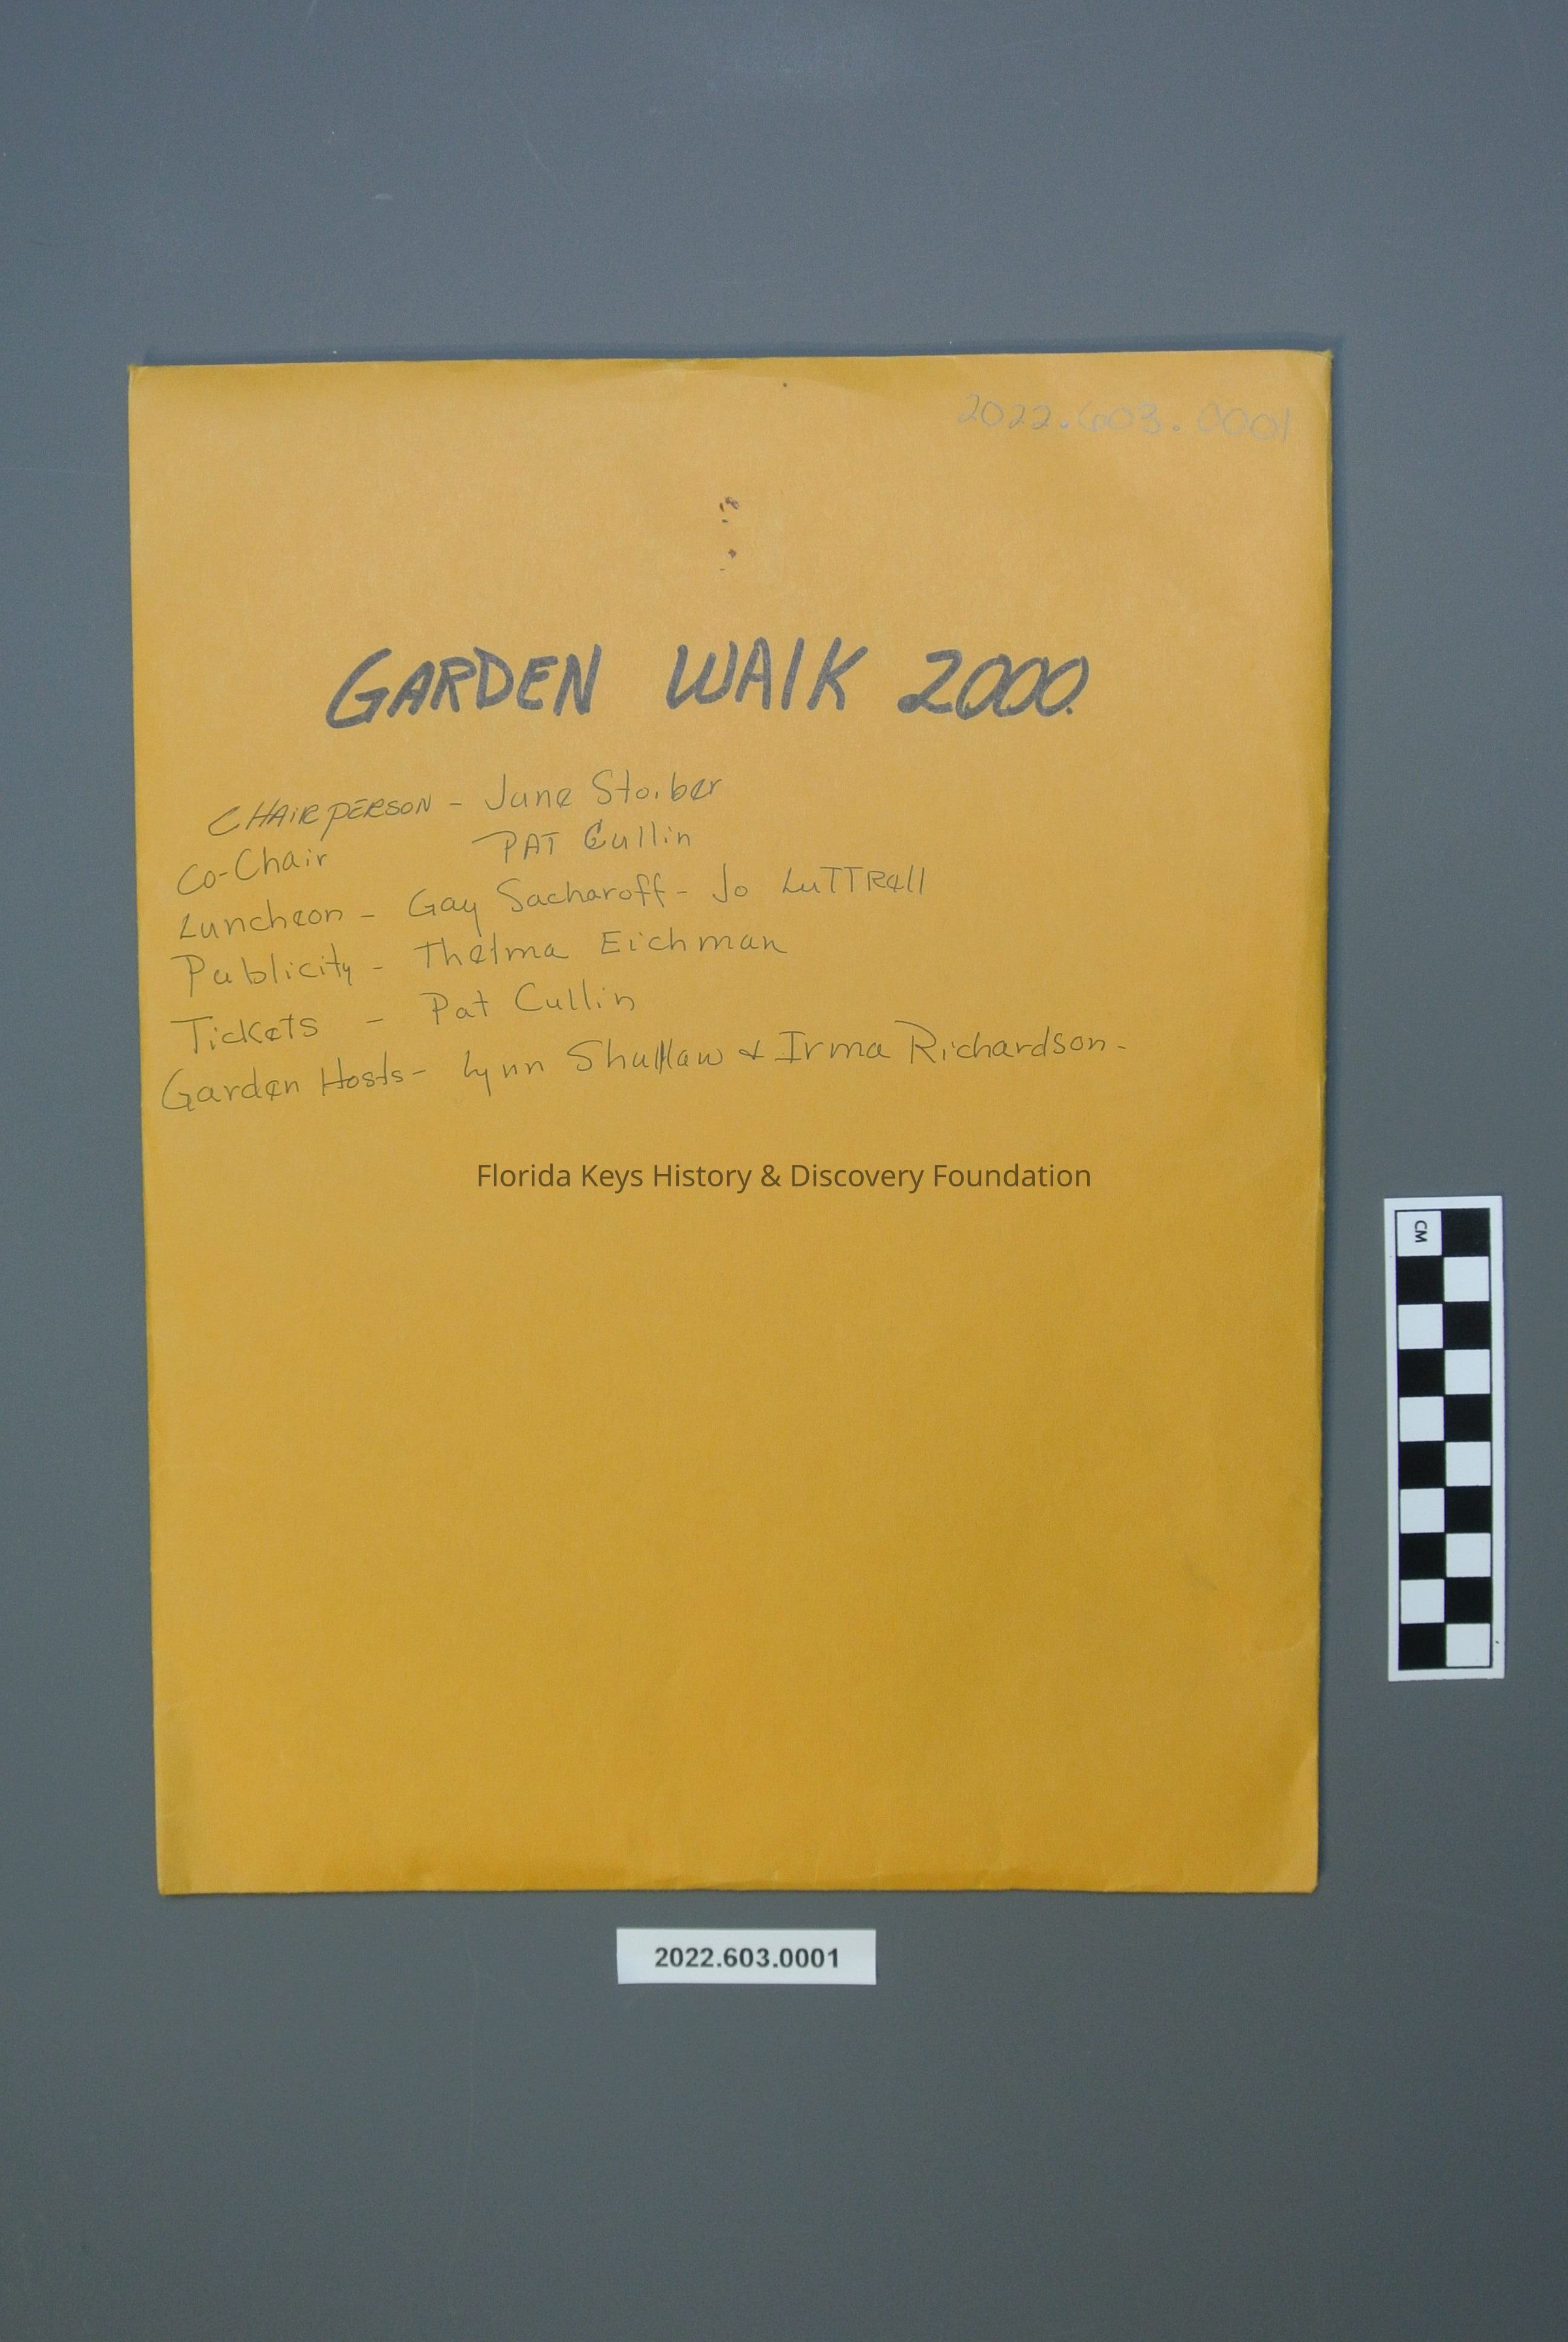 2022.603.0001
GARDEN WAlK 2000.
CHAiRPERSON - June Stoiber
Co-Chair PAT Cullin
Luncheon - Gay Sacharoff - Jo LuTTRell
Publicity - Thelma Eichman
Tickets - Pat Cullin
Garden Hosts - Lynn Shallaw & Irma Richardson -
Florida Keys History & Discovery Foundation
CM
2022.603.0001